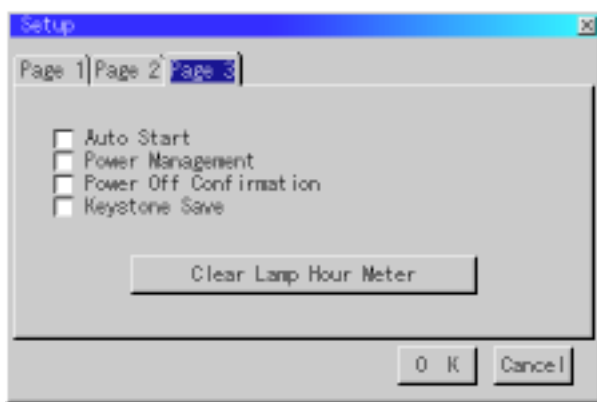 Setup
Page 1 Page 2 Page 3
Auto Start
Power Management
Power Off Confirmation
Keystone Save
Clear Lamp Hour Meter
O K Cancel